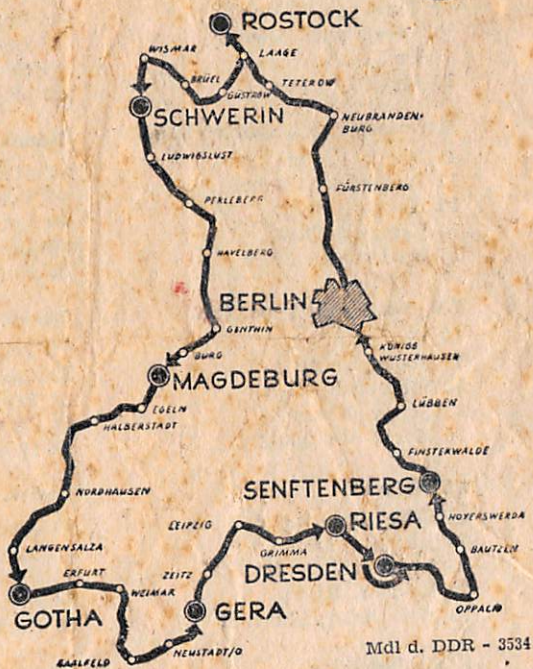 ROSTOCK
WISMAR
LAAGE
BRÜEL
GÜSTROW
TETEROW
SCHWERIN
NEUBRANDEN-
BURG
LUDWIGSLUST
PERLEBERG
FÜRSTENBERG
HAVELBERG
BERLIN
GENTHIN
BURG
KÖNIGS
WUSTERHAUSEN
MAGDEBURG
EGELN
HALBERSTADT
LÜBBEN
FINSTERWALDE
NORDHAUSEN
SENFTENBERG
LEIPZIG
RIESA
HOYERSWERDA
LANGENSALZA
GRIMMA
BAUTZEN
ERFURT
ZEITZ
DRESDEN
WEIMAR
GOTHA
GERA
OPPACH
SAALFELD
NEUSTADT/O
MdI d. DDR - 3534